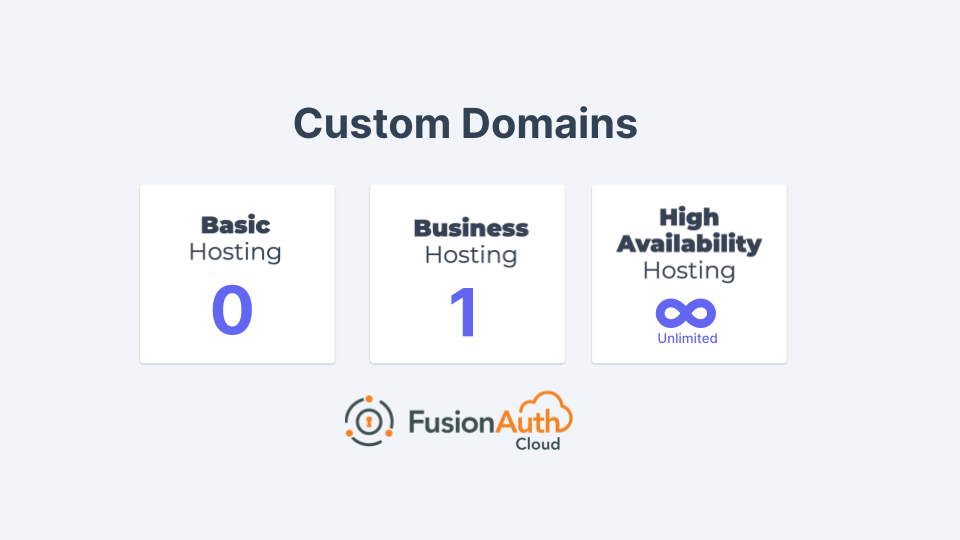 Custom Domains
Basic
Hosting
0
Business
Hosting
1
High
Availability
Hosting
∞
Unlimited
FusionAuth
Cloud